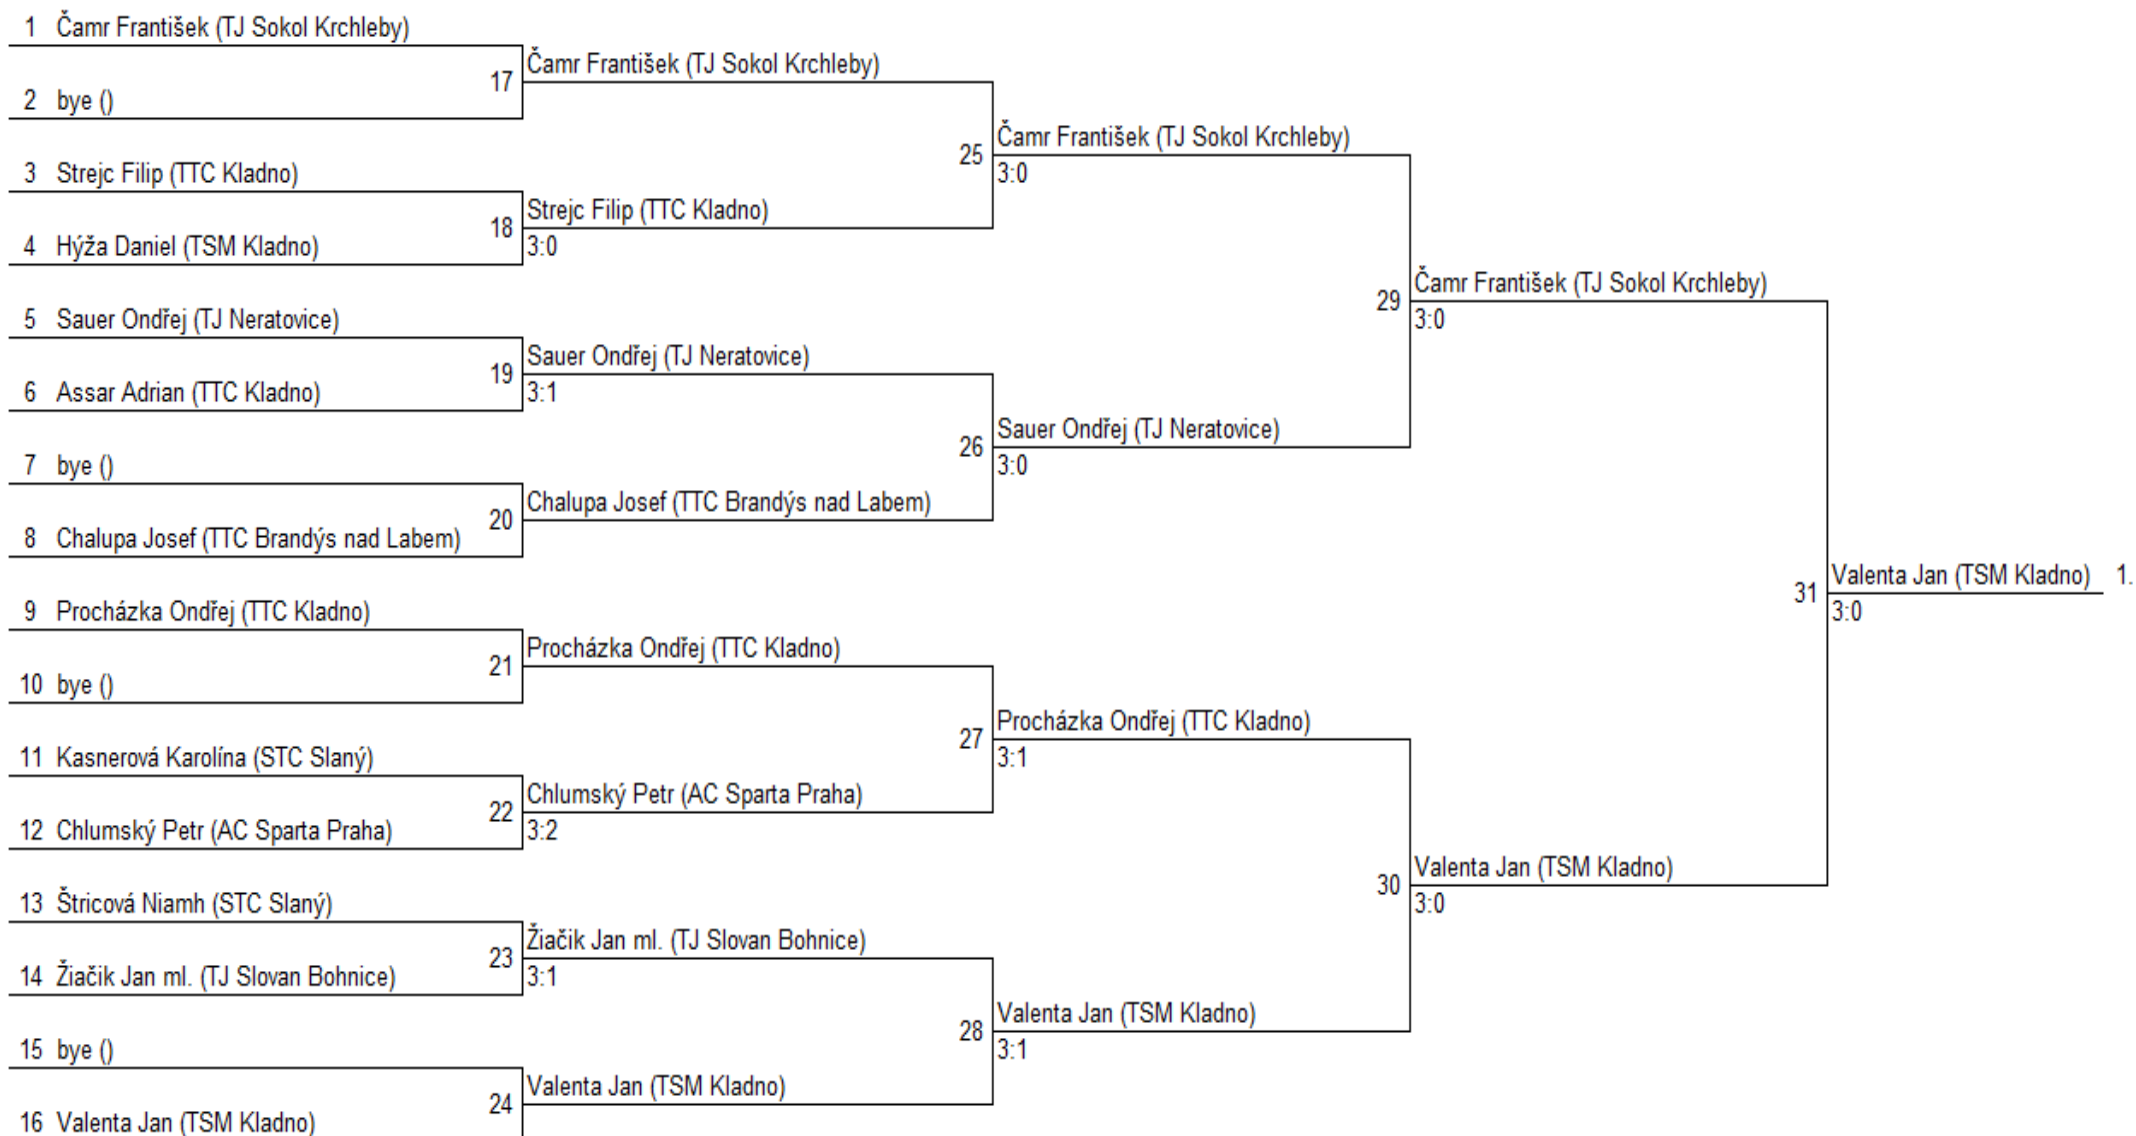 1 Čamr František (TJ Sokol Krchleby)
17 Čamr František (TJ Sokol Krchleby)
2 bye ()
25 Čamr František (TJ Sokol Krchleby)
3:0
3 Strejc Filip (TTC Kladno)
18 Strejc Filip (TTC Kladno)
3:0
4 Hýža Daniel (TSM Kladno)
29 Čamr František (TJ Sokol Krchleby)
3:0
5 Sauer Ondřej (TJ Neratovice)
19 Sauer Ondřej (TJ Neratovice)
3:1
6 Assar Adrian (TTC Kladno)
26 Sauer Ondřej (TJ Neratovice)
3:0
7 bye ()
20 Chalupa Josef (TTC Brandýs nad Labem)
8 Chalupa Josef (TTC Brandýs nad Labem)
31 Valenta Jan (TSM Kladno) 1.
3:0
9 Procházka Ondřej (TTC Kladno)
21 Procházka Ondřej (TTC Kladno)
10 bye ()
27 Procházka Ondřej (TTC Kladno)
3:1
11 Kasnerová Karolína (STC Slaný)
22 Chlumský Petr (AC Sparta Praha)
3:2
12 Chlumský Petr (AC Sparta Praha)
30 Valenta Jan (TSM Kladno)
3:0
13 Štricová Niamh (STC Slaný)
23 Žiačik Jan ml. (TJ Slovan Bohnice)
3:1
14 Žiačik Jan ml. (TJ Slovan Bohnice)
28 Valenta Jan (TSM Kladno)
3:1
15 bye ()
24 Valenta Jan (TSM Kladno)
16 Valenta Jan (TSM Kladno)